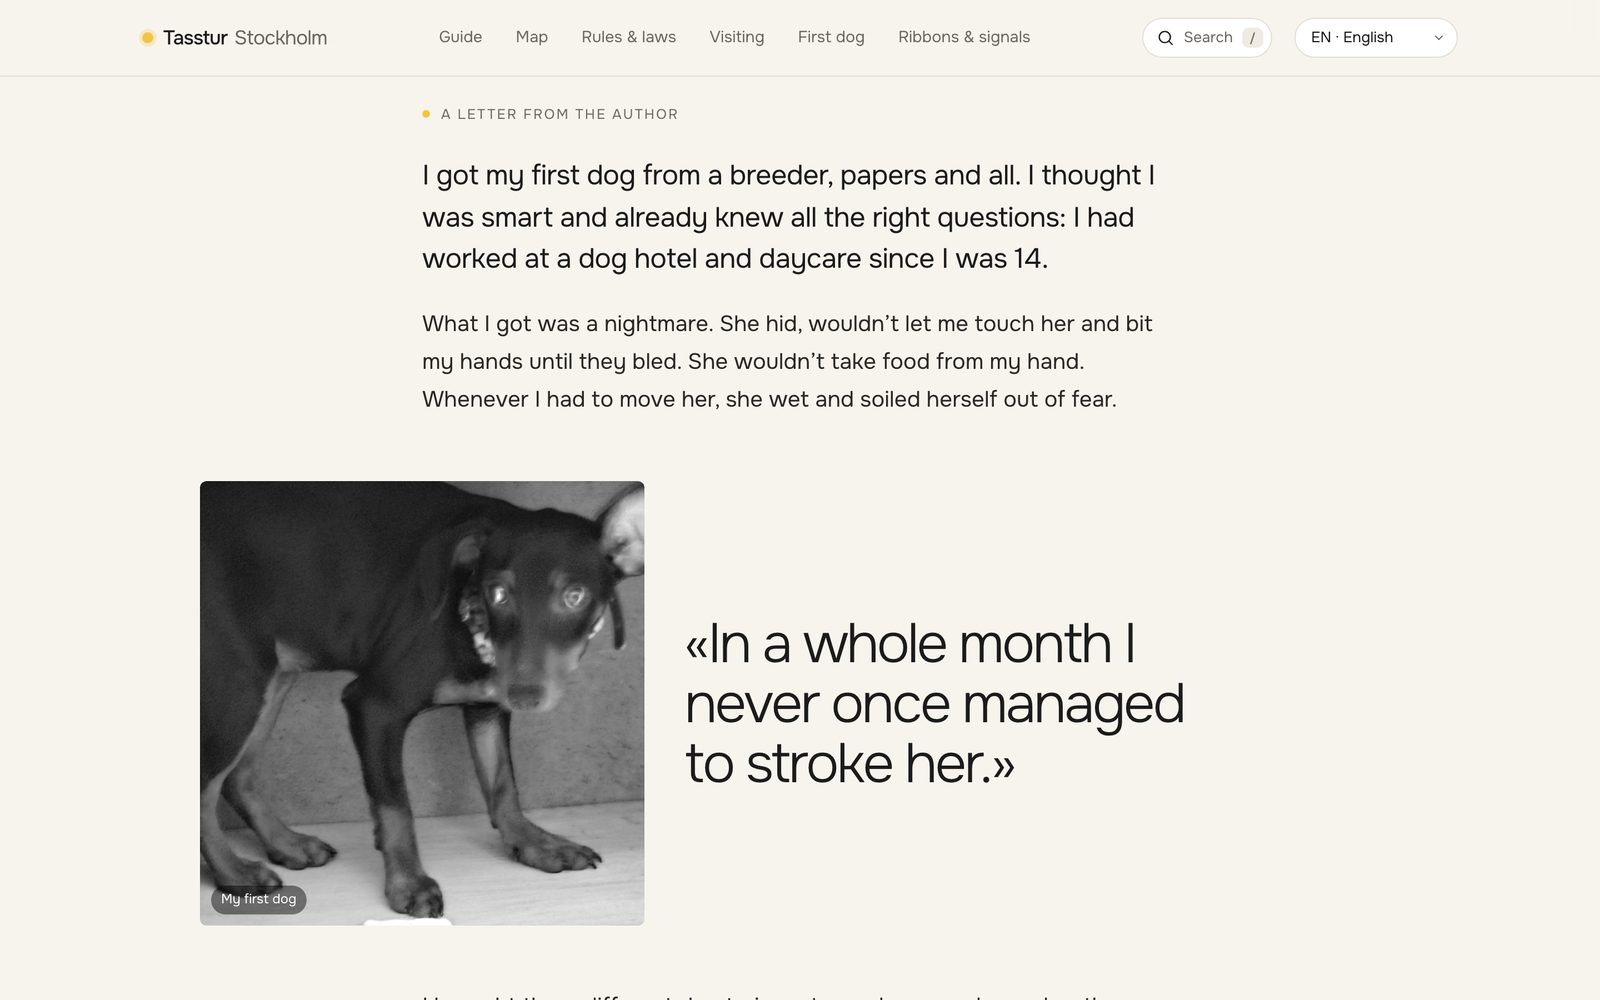 Tasstur Stockholm
Guide
Map
Rules & laws
Visiting
First dog
Ribbons & signals
Search /
EN · English
A LETTER FROM THE AUTHOR
I got my first dog from a breeder, papers and all. I thought I
was smart and already knew all the right questions: I had
worked at a dog hotel and daycare since I was 14.
What I got was a nightmare. She hid, wouldn’t let me touch her and bit
my hands until they bled. She wouldn’t take food from my hand.
Whenever I had to move her, she wet and soiled herself out of fear.
My first dog
«In a whole month I
never once managed
to stroke her.»